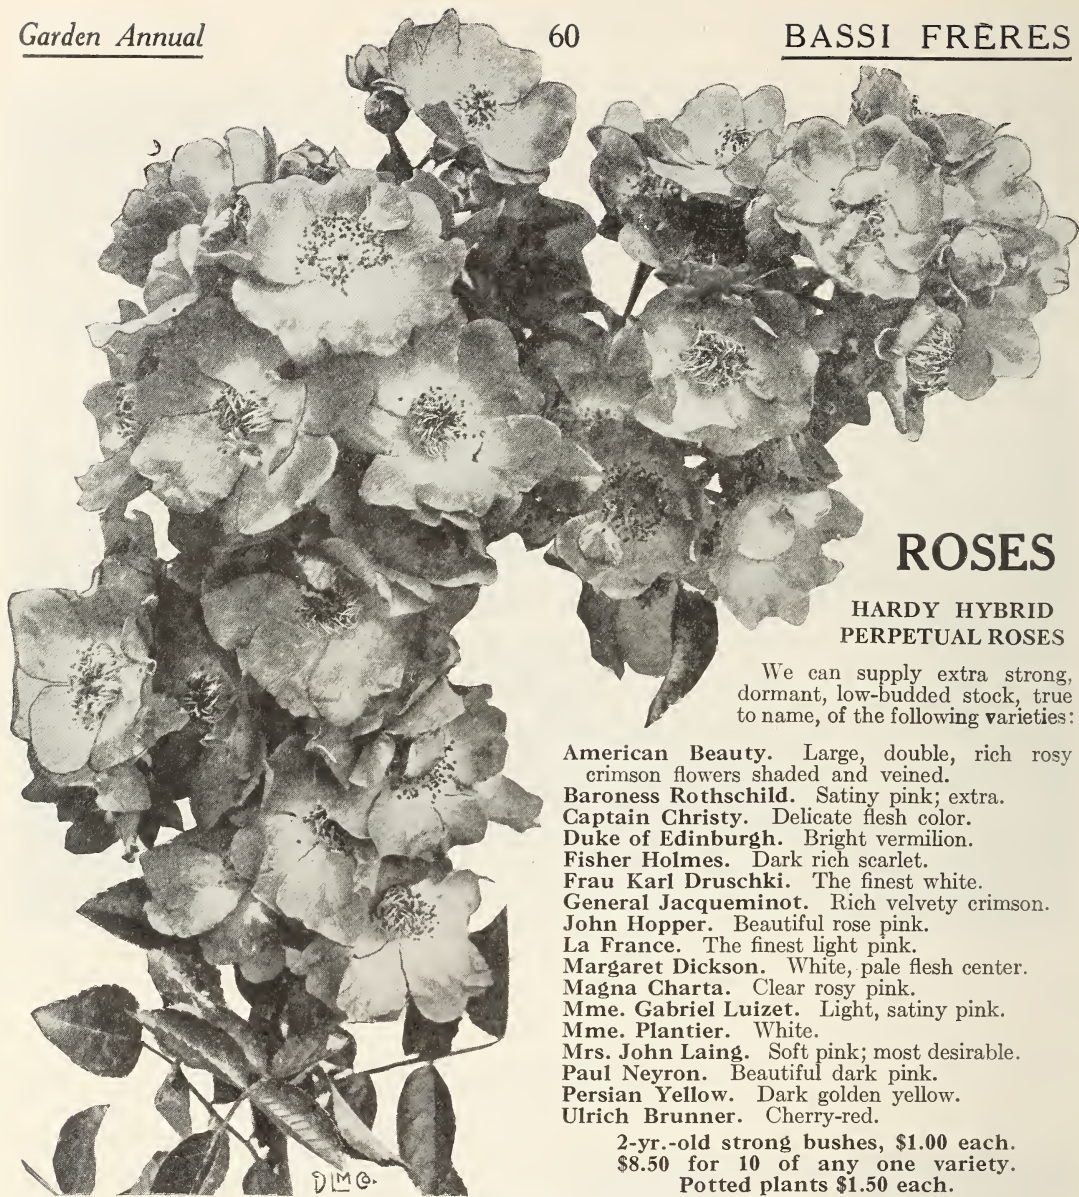 Garden Annual 60 BASSI FRÈRES
ROSES
HARDY HYBRID
PERPETUAL ROSES
We can supply extra strong,
dormant, low-budded stock, true
to name, of the following varieties:
American Beauty. Large, double, rich rosy
crimson flowers shaded and veined.
Baroness Rothschild. Satiny pink; extra.
Captain Christy. Delicate flesh color.
Duke of Edinburgh. Bright vermilion.
Fisher Holmes. Dark rich scarlet.
Frau Karl Druschki. The finest white.
General Jacqueminot. Rich velvety crimson.
John Hopper. Beautiful rose pink.
La France. The finest light pink.
Margaret Dickson. White, pale flesh center.
Magna Charta. Clear rosy pink.
Mme. Gabriel Luizet. Light, satiny pink.
Mme. Plantier. White.
Mrs. John Laing. Soft pink; most desirable.
Paul Neyron. Beautiful dark pink.
Persian Yellow. Dark golden yellow.
Ulrich Brunner. Cherry-red.
2-yr.-old strong bushes, $1.00 each.
$8.50 for 10 of any one variety.
Potted plants $1.50 each.
DLM Co.